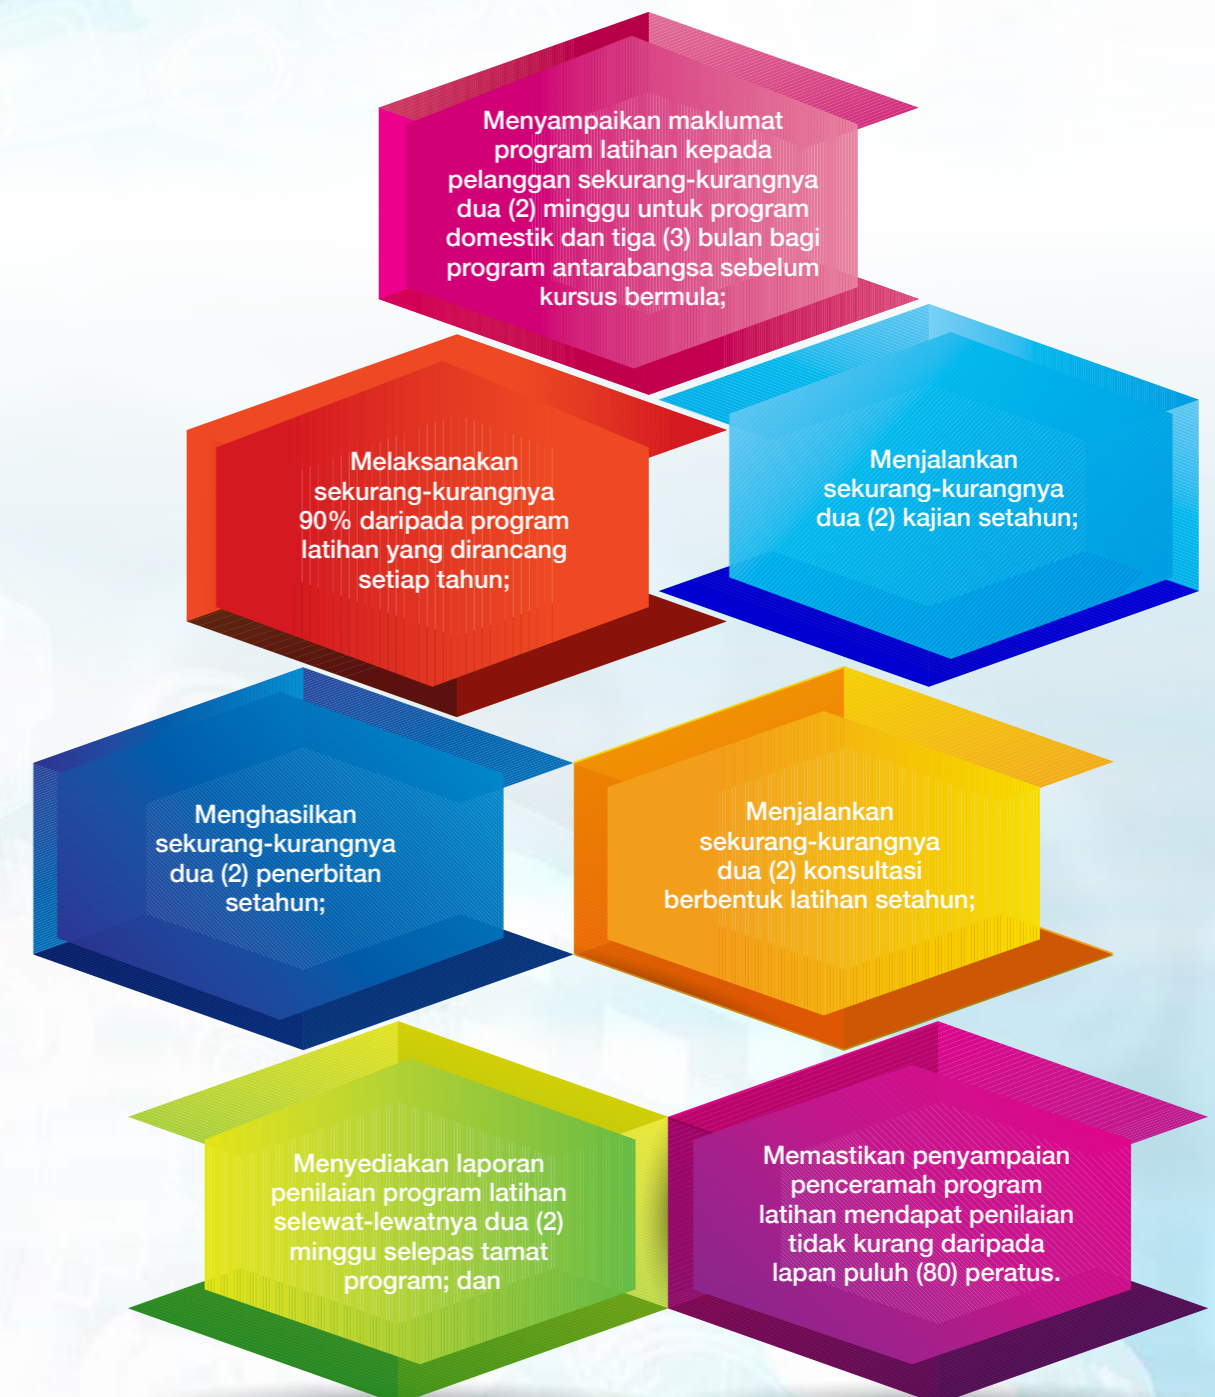 Menyampaikan maklumat
program latihan kepada
pelanggan sekurang-kurangnya
dua (2) minggu untuk program
domestik dan tiga (3) bulan bagi
program antarabangsa sebelum
kursus bermula;
Melaksanakan
sekurang-kurangnya
90% daripada program
latihan yang dirancang
setiap tahun;
Menjalankan
sekurang-kurangnya
dua (2) kajian setahun;
Menghasilkan
sekurang-kurangnya
dua (2) penerbitan
setahun;
Menjalankan
sekurang-kurangnya
dua (2) konsultasi
berbentuk latihan setahun;
Menyediakan laporan
penilaian program latihan
selewat-lewatnya dua (2)
minggu selepas tamat
program; dan
Memastikan penyampaian
penceramah program
latihan mendapat penilaian
tidak kurang daripada
lapan puluh (80) peratus.